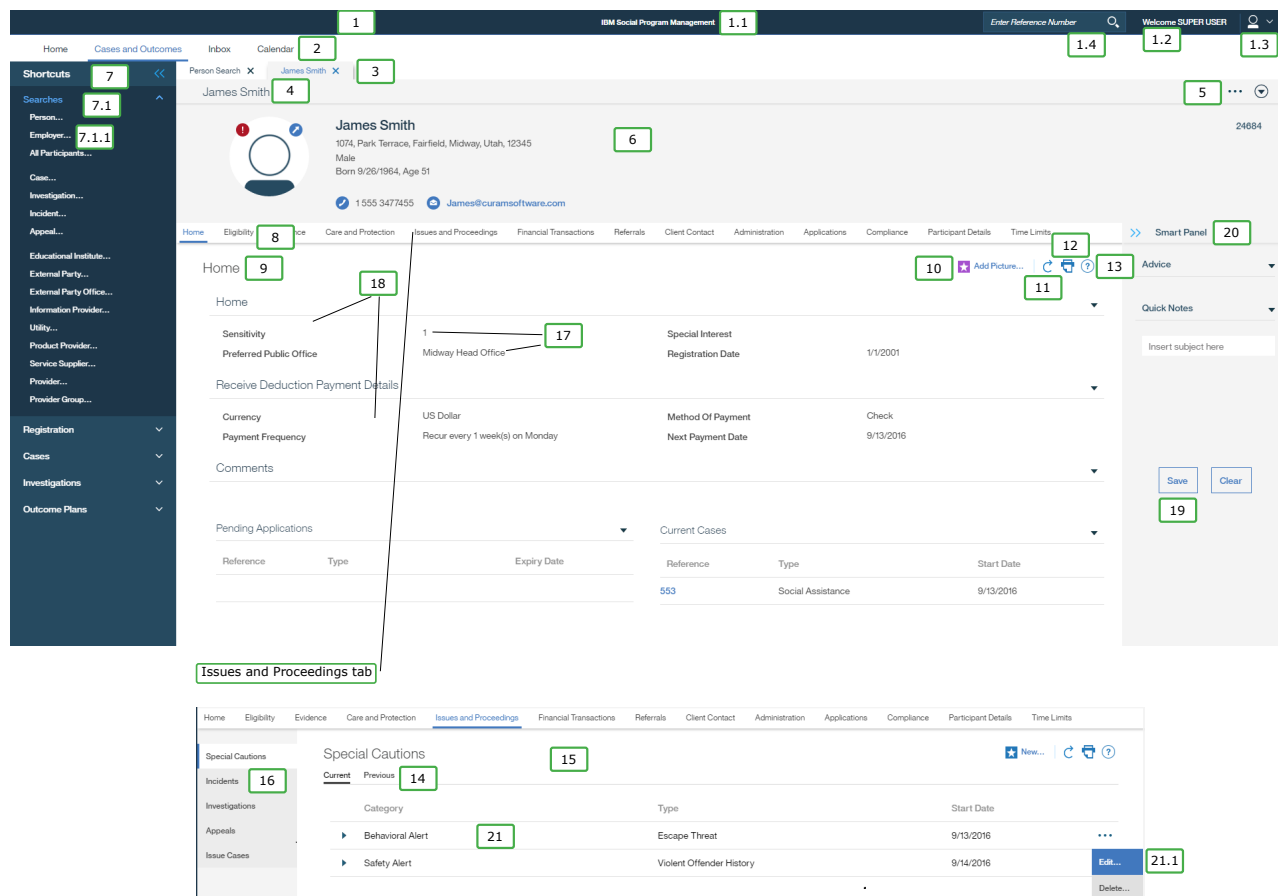 1
IBM Social Program Management
1.1
Enter Reference Number
Welcome SUPER USER
1.4
1.2
1.3
Home
Cases and Outcomes
Inbox
Calendar
2
Shortcuts
7
Person Search
James Smith
3
James Smith
4
5
Searches
7.1
Person...
Employer...
7.1.1
All Participants...
Case...
Investigation...
Incident...
Appeal...
Educational Institute...
External Party...
External Party Office...
Information Provider...
Utility...
Product Provider...
Service Supplier...
Provider...
Provider Group...
Registration
Cases
Investigations
Outcome Plans
James Smith
1074, Park Terrace, Fairfield, Midway, Utah, 12345
Male
Born 9/26/1964, Age 51
1 555 3477455
James@curamsoftware.com
6
24684
Home
Eligibility
8
Care and Protection
Issues and Proceedings
Financial Transactions
Referrals
Client Contact
Administration
Applications
Compliance
Participant Details
Time Limits
Smart Panel
20
12
Home
9
10
Add Picture...
13
11
18
Advice
Home
Quick Notes
Sensitivity
1
17
Special Interest
Preferred Public Office
Midway Head Office
Registration Date
1/1/2001
Insert subject here
Receive Deduction Payment Details
Currency
US Dollar
Method Of Payment
Check
Payment Frequency
Recur every 1 week(s) on Monday
Next Payment Date
9/13/2016
Comments
Save
Clear
19
Pending Applications
Reference
Type
Expiry Date
Current Cases
Reference
Type
Start Date
553
Social Assistance
9/13/2016
Issues and Proceedings tab
Home
Eligibility
Evidence
Care and Protection
Issues and Proceedings
Financial Transactions
Referrals
Client Contact
Administration
Applications
Compliance
Participant Details
Time Limits
Special Cautions
Incidents
16
Investigations
Appeals
Issue Cases
Special Cautions
15
New...
Current
Previous
14
Category
Type
Start Date
Behavioral Alert
21
Escape Threat
9/13/2016
Safety Alert
Violent Offender History
9/14/2016
Edit...
21.1
Delete...